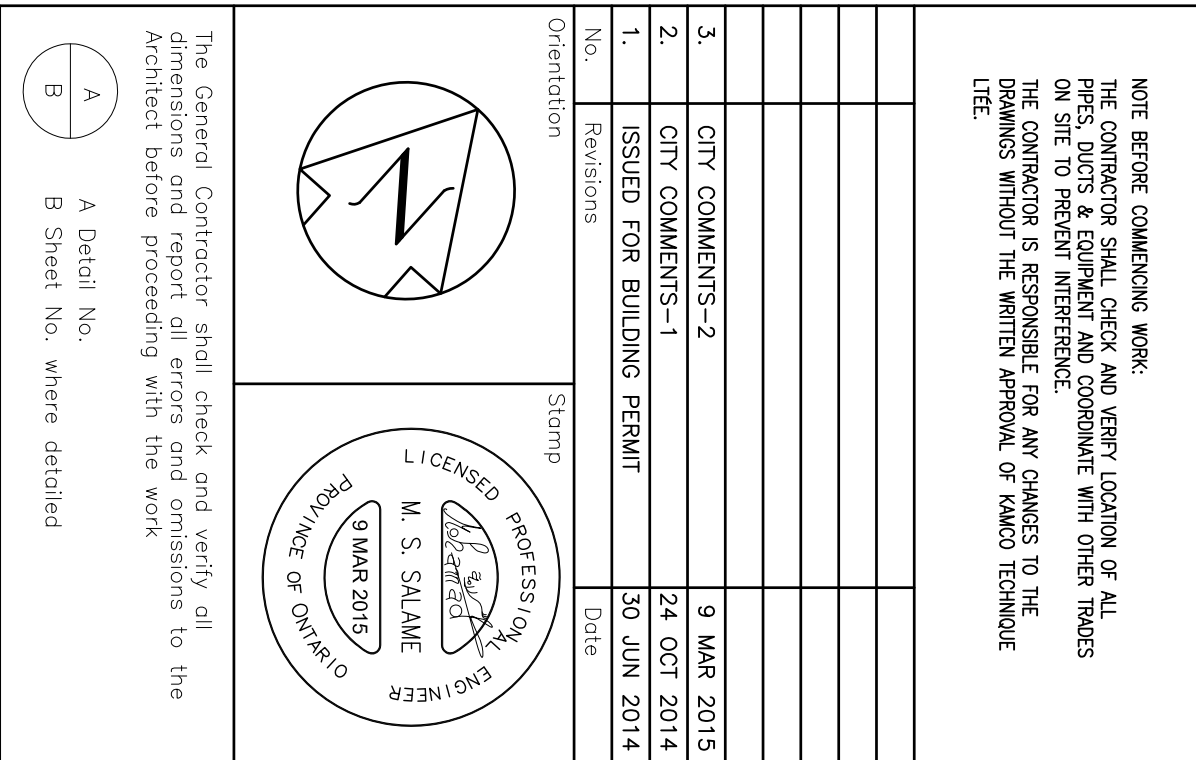 NOTE BEFORE COMMENCING WORK:
THE CONTRACTOR SHALL CHECK AND VERIFY LOCATION OF ALL
PIPES, DUCTS & EQUIPMENT AND COORDINATE WITH OTHER TRADES
ON SITE TO PREVENT INTERFERENCE.
THE CONTRACTOR IS RESPONSIBLE FOR ANY CHANGES TO THE
DRAWINGS WITHOUT THE WRITTEN APPROVAL OF KAMCO TECHNIQUE
LTÉE.
3. CITY COMMENTS-2 9 MAR 2015
2. CITY COMMENTS-1 24 OCT 2014
1. ISSUED FOR BUILDING PERMIT 30 JUN 2014
No. Revisions Date
Orientation
N
Stamp
LICENSED PROFESSIONAL ENGINEER
M. S. SALAME
9 MAR 2015
PROVINCE OF ONTARIO
The General Contractor shall check and verify all
dimensions and report all errors and omissions to the
Architect before proceeding with the work
A
B
A Detail No.
B Sheet No. where detailed